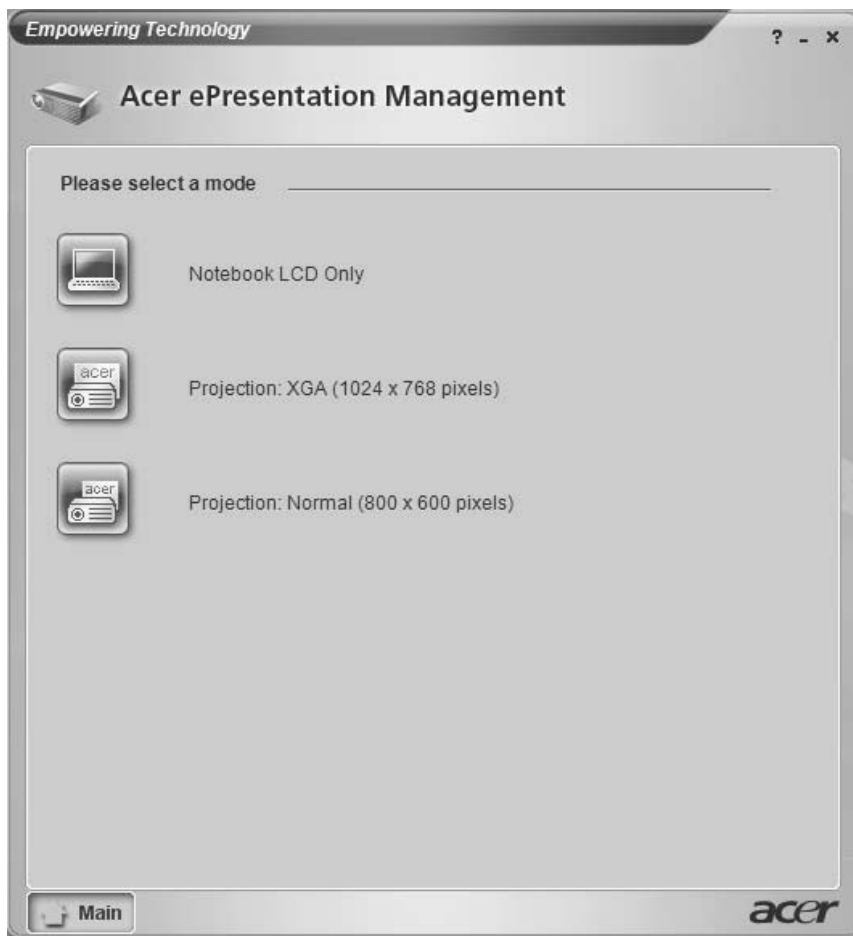 Empowering Technology
? - ×
Acer ePresentation Management
Please select a mode
Notebook LCD Only
acer
Projection: XGA (1024 x 768 pixels)
acer
Projection: Normal (800 x 600 pixels)
Main
acer